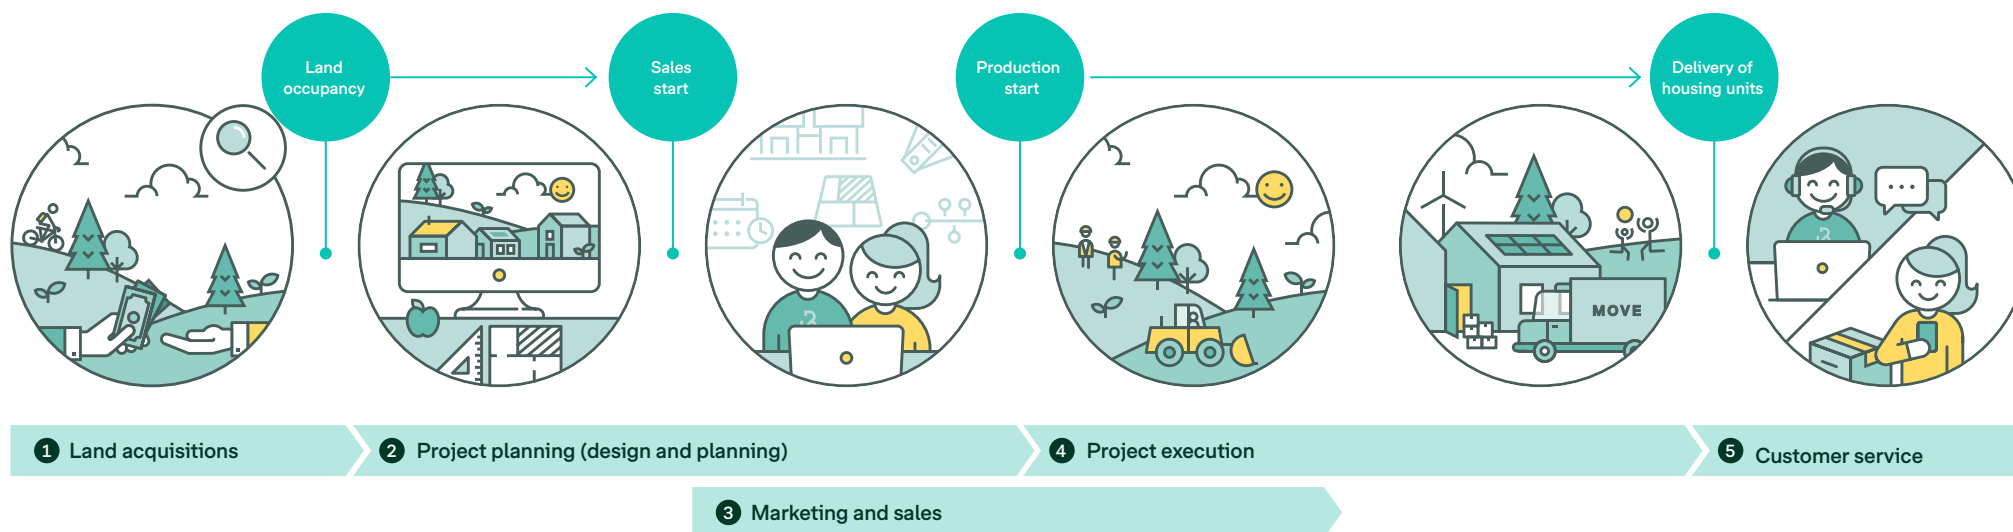 Land
occupancy
Sales
start
Production
start
Delivery of
housing units
MOVE
1 Land acquisitions
2 Project planning (design and planning)
4 Project execution
5 Customer service
3 Marketing and sales